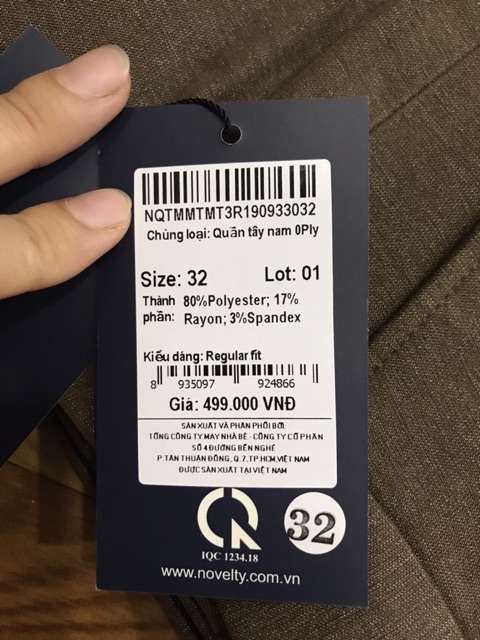 NQTMMTMT3R190933032
Chủng loại: Quần tây nam 0Ply
Size: 32 Lot: 01
Thành phần: 80%Polyester; 17% Rayon; 3%Spandex
Kiểu dáng: Regular fit
8 935097 924866
Giá: 499.000 VNĐ
SẢN XUẤT VÀ PHÂN PHỐI BỞI:
TỔNG CÔNG TY MAY NHÀ BÈ - CÔNG TY CỔ PHẦN
SỐ 4 ĐƯỜNG BẾN NGHÉ
P.TÂN THUẬN ĐÔNG, Q.7, TP.HCM, VIỆT NAM
ĐƯỢC SẢN XUẤT TẠI VIỆT NAM
32
IQC 1234.18
www.novelty.com.vn